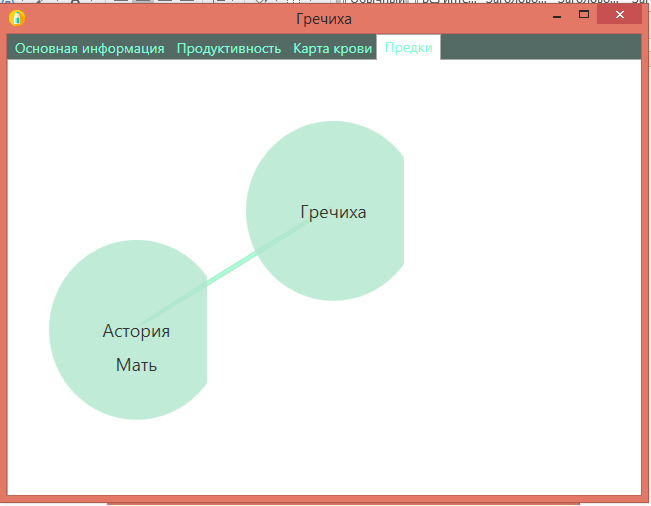 Гречиха
Основная информация Продуктивность Карта крови Предки
Гречиха
Астория
Мать